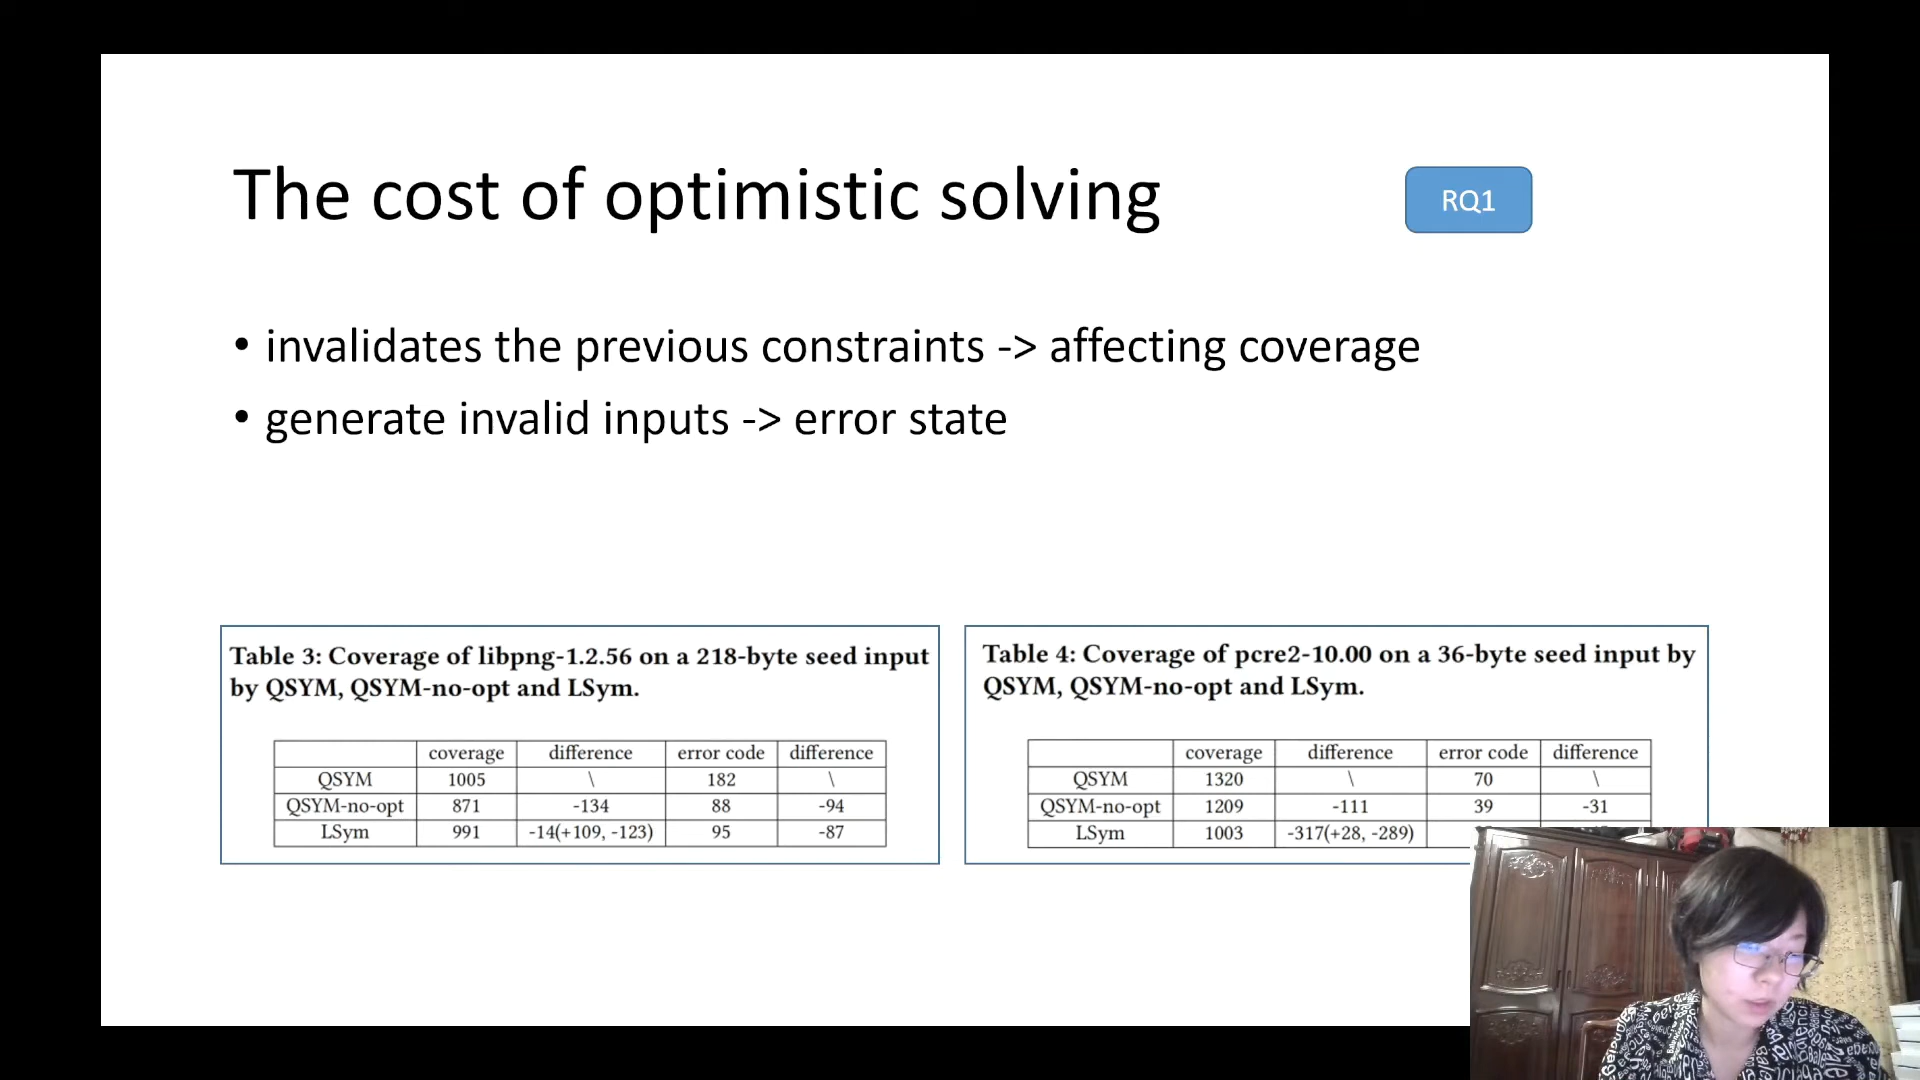 The cost of optimistic solving
RQ1
• invalidates the previous constraints -> affecting coverage
• generate invalid inputs -> error state
Table 3: Coverage of libpng-1.2.56 on a 218-byte seed input
by QSYM, QSYM-no-opt and LSym.
coverage difference error code difference
QSYM 1005 \ 182 \
QSYM-no-opt 871 -134 88 -94
LSym 991 -14(+109, -123) 95 -87
Table 4: Coverage of pcre2-10.00 on a 36-byte seed input by
QSYM, QSYM-no-opt and LSym.
coverage difference error code difference
QSYM 1320 \ 70 \
QSYM-no-opt 1209 -111 39 -31
LSym 1003 -317(+28, -289)